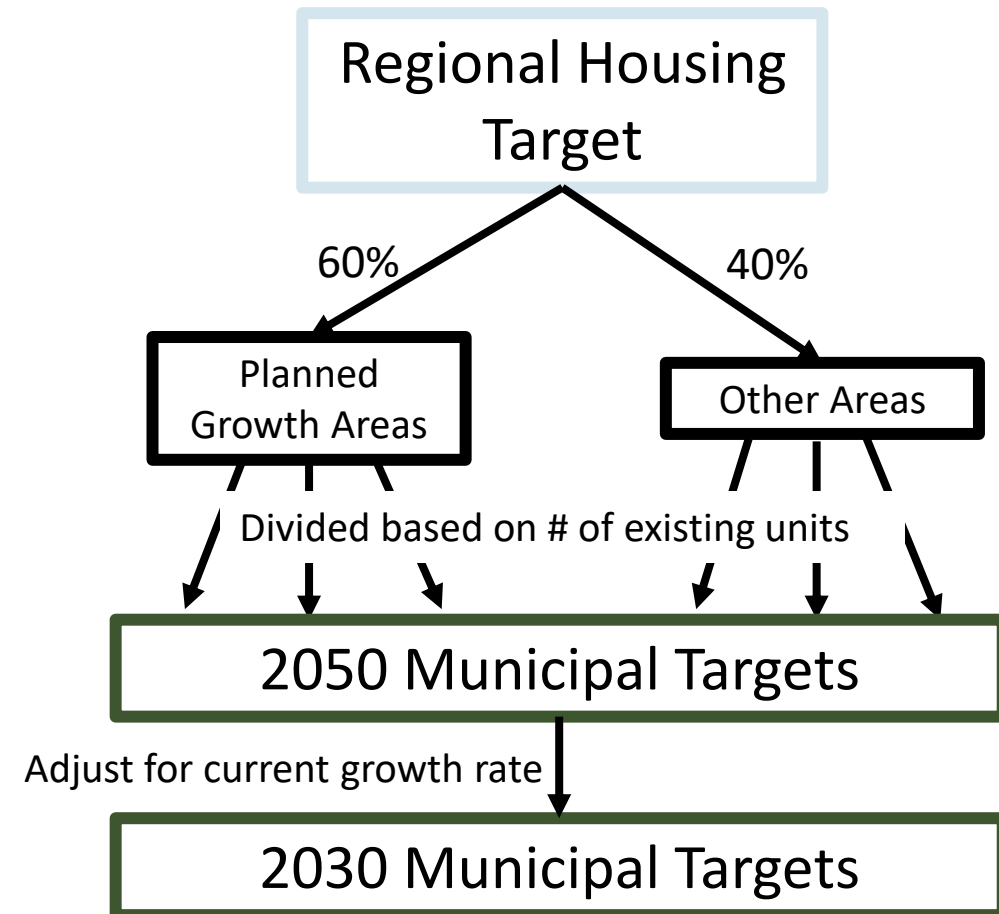 Regional Housing
Target
60%
40%
Planned
Growth Areas
Other Areas
Divided based on # of existing units
2050 Municipal Targets
Adjust for current growth rate
2030 Municipal Targets